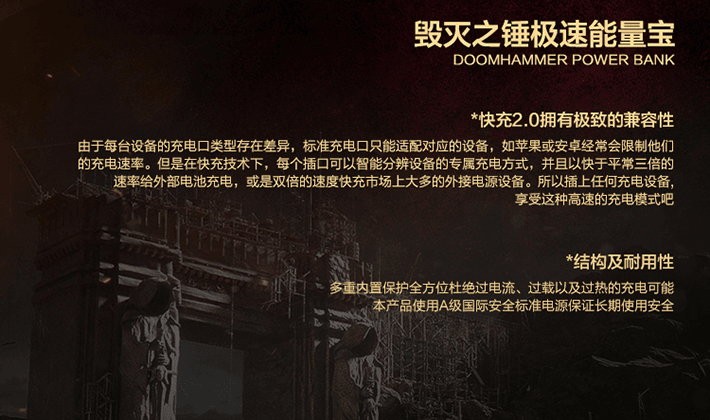 毁灭之锤极速能量宝
DOOMHAMMER POWER BANK
*快充2.0拥有极致的兼容性
由于每台设备的充电口类型存在差异，标准充电口只能适配对应的设备，如苹果或安卓经常会限制他们
的充电速率。但是在快充技术下，每个插口可以智能分辨设备的专属充电方式，并且以快于平常三倍的
速率给外部电池充电，或是双倍的速度快充市场上大多的外接电源设备。所以插上任何充电设备,
享受这种高速的充电模式吧
*结构及耐用性
多重内置保护全方位杜绝过电流、过载以及过热的充电可能
本产品使用A级国际安全标准电源保证长期使用安全